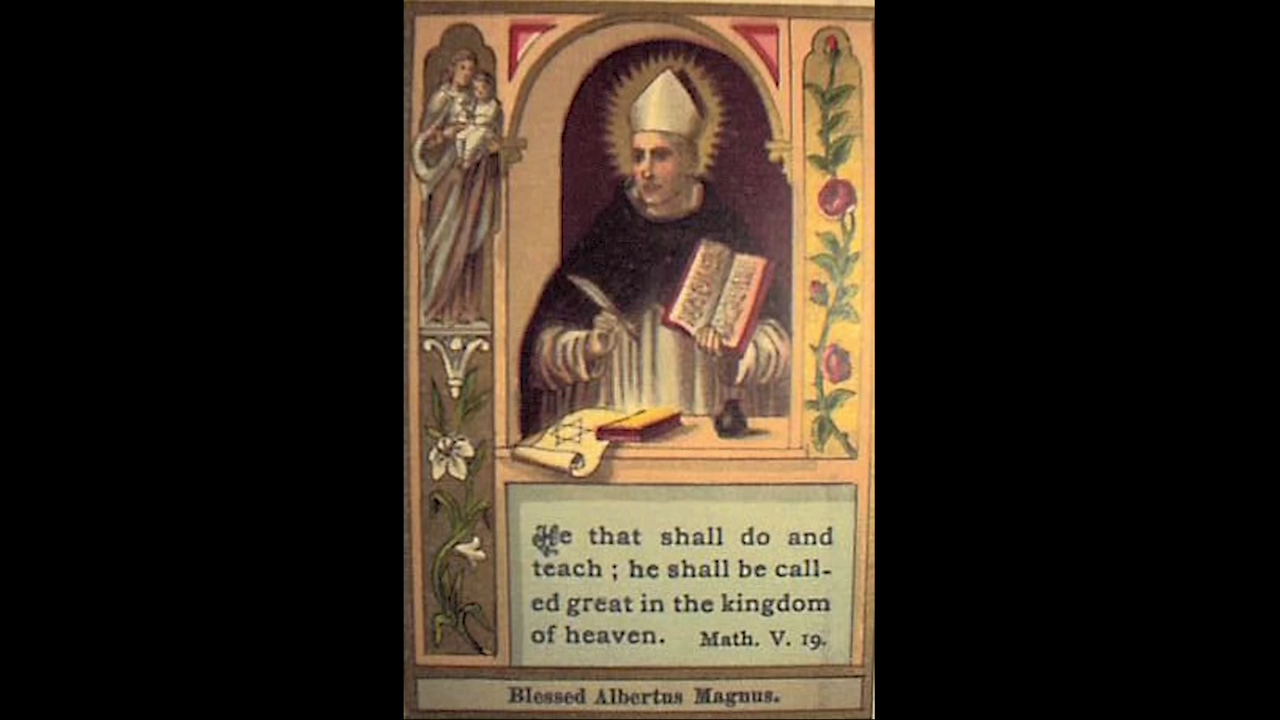 He that shall do and
teach ; he shall be call-
ed great in the kingdom
of heaven. Math. V. 19.
Blessed Albertus Magnus.